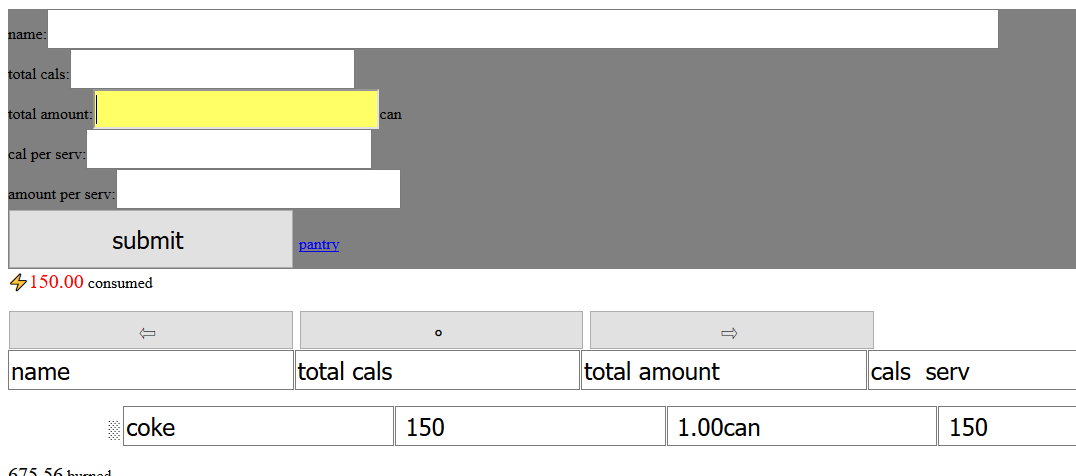 name:
total cals:
total amount: can
cal per serv:
amount per serv:
submit pantry
⚡150.00 consumed
⇦ ∘ ⇨
name total cals total amount cals serv
░ coke 150 1.00can 150
675.56 burned